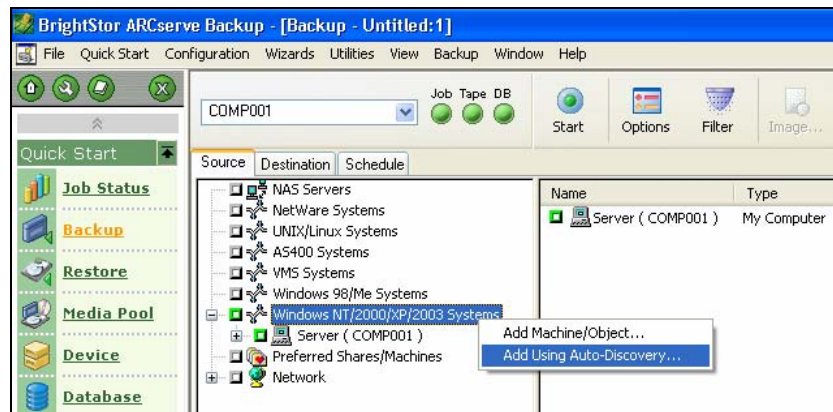 BrightStor ARCserve Backup - [Backup - Untitled:1]
File Quick Start Configuration Wizards Utilities View Backup Window Help
COMP001
Job Tape DB
Start Options Filter Image...
Quick Start
Job Status
Backup
Restore
Media Pool
Device
Database
Source Destination Schedule
NAS Servers
NetWare Systems
UNIX/Linux Systems
AS400 Systems
VMS Systems
Windows 98/Me Systems
Windows NT/2000/XP/2003 Systems
Server ( COMP001 )
Preferred Shares/Machines
Network
Add Machine/Object...
Add Using Auto-Discovery...
Name Type
Server ( COMP001 ) My Computer